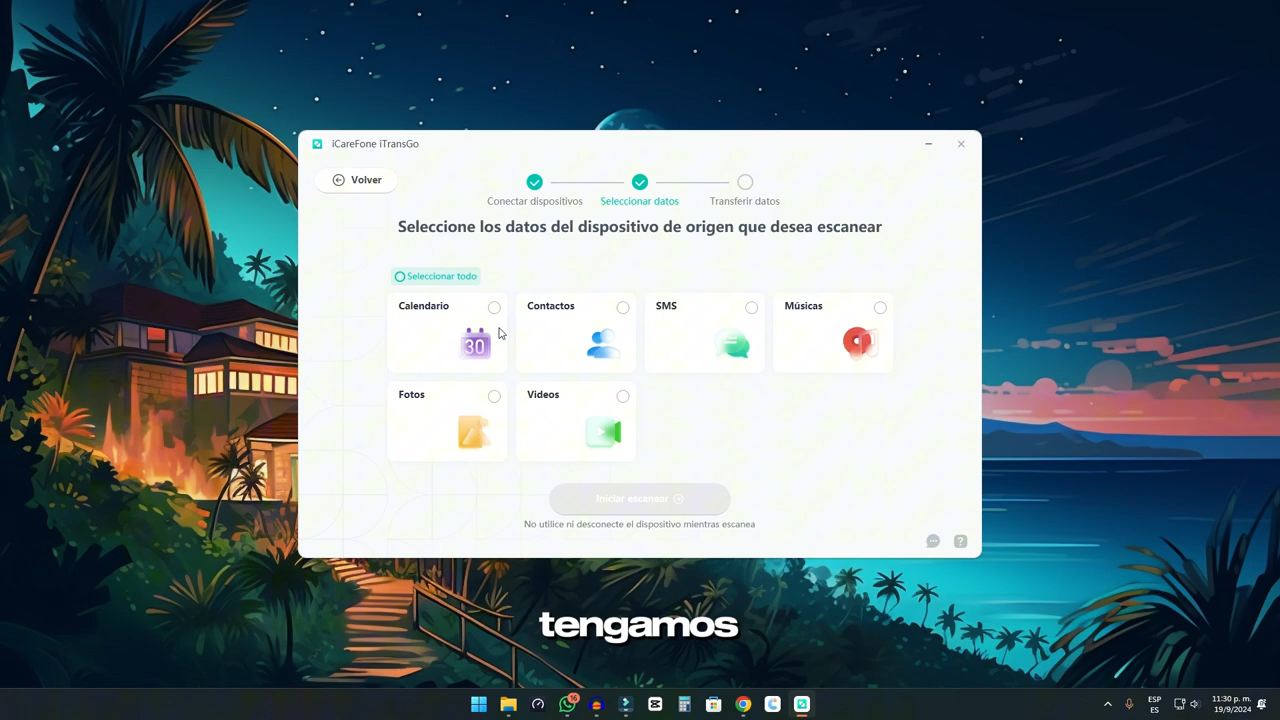 iCareFone iTransGo
Volver
Conectar dispositivos
Seleccionar datos
Transferir datos
Seleccione los datos del dispositivo de origen que desea escanear
Seleccionar todo
Calendario
Contactos
SMS
Músicas
30
Fotos
Videos
Iniciar escanear
No utilice ni desconecte el dispositivo mientras escanea
tengamos
16
ESP
ES
11:30 p. m.
19/9/2024